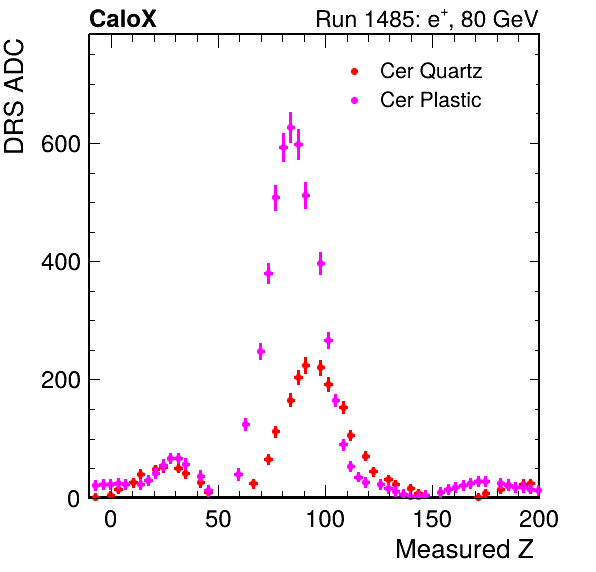 CaloX Run 1485: e⁺, 80 GeV
DRS ADC
Cer Quartz
Cer Plastic
600
400
200
0
0 50 100 150 200
Measured Z